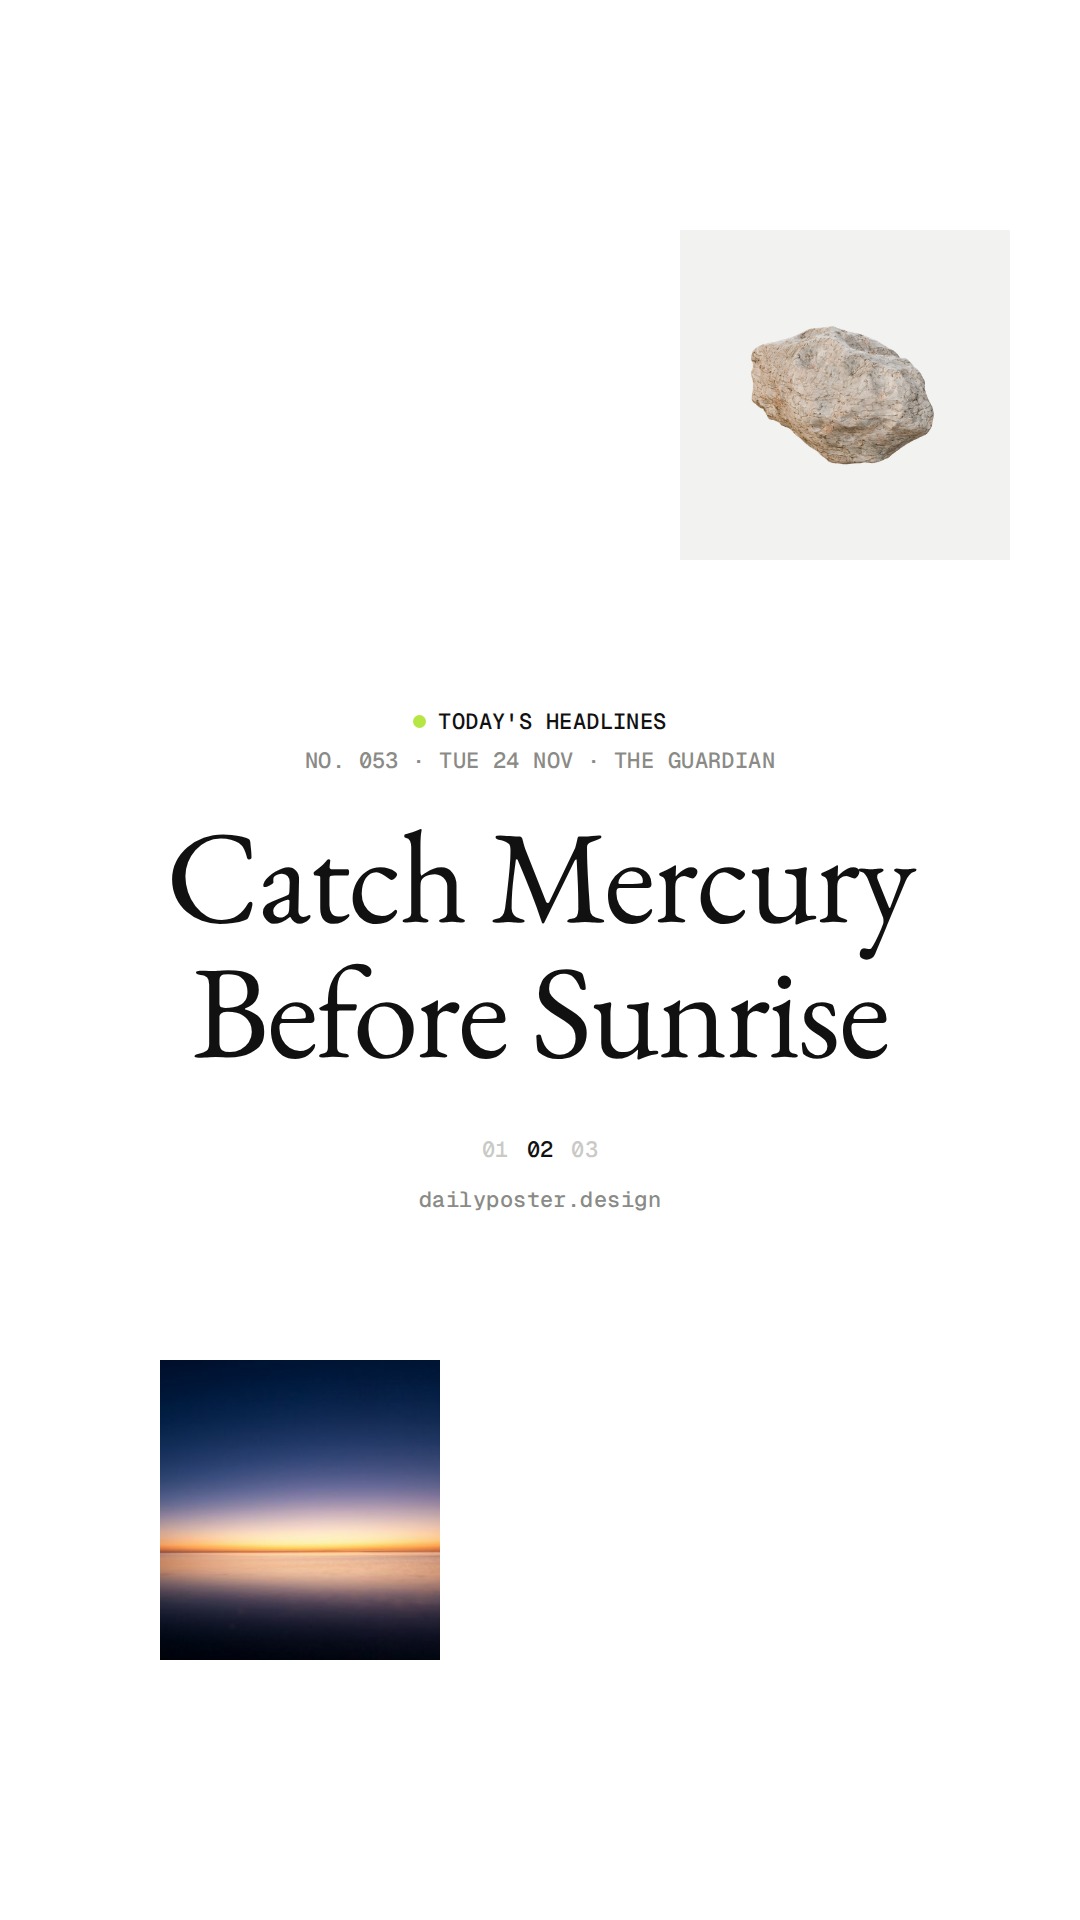 TODAY'S HEADLINES
NO. 053 · TUE 24 NOV · THE GUARDIAN
Catch Mercury
Before Sunrise
01 02 03
dailyposter.design